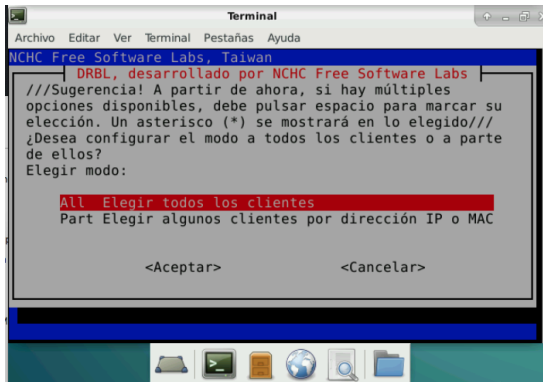 Terminal
Archivo Editar Ver Terminal Pestañas Ayuda
NCHC Free Software Labs, Taiwan
DRBL, desarrollado por NCHC Free Software Labs
///Sugerencia! A partir de ahora, si hay múltiples
opciones disponibles, debe pulsar espacio para marcar su
elección. Un asterisco (*) se mostrará en lo elegido///
¿Desea configurar el modo a todos los clientes o a parte
de ellos?
Elegir modo:
All Elegir todos los clientes
Part Elegir algunos clientes por dirección IP o MAC
<Aceptar> <Cancelar>